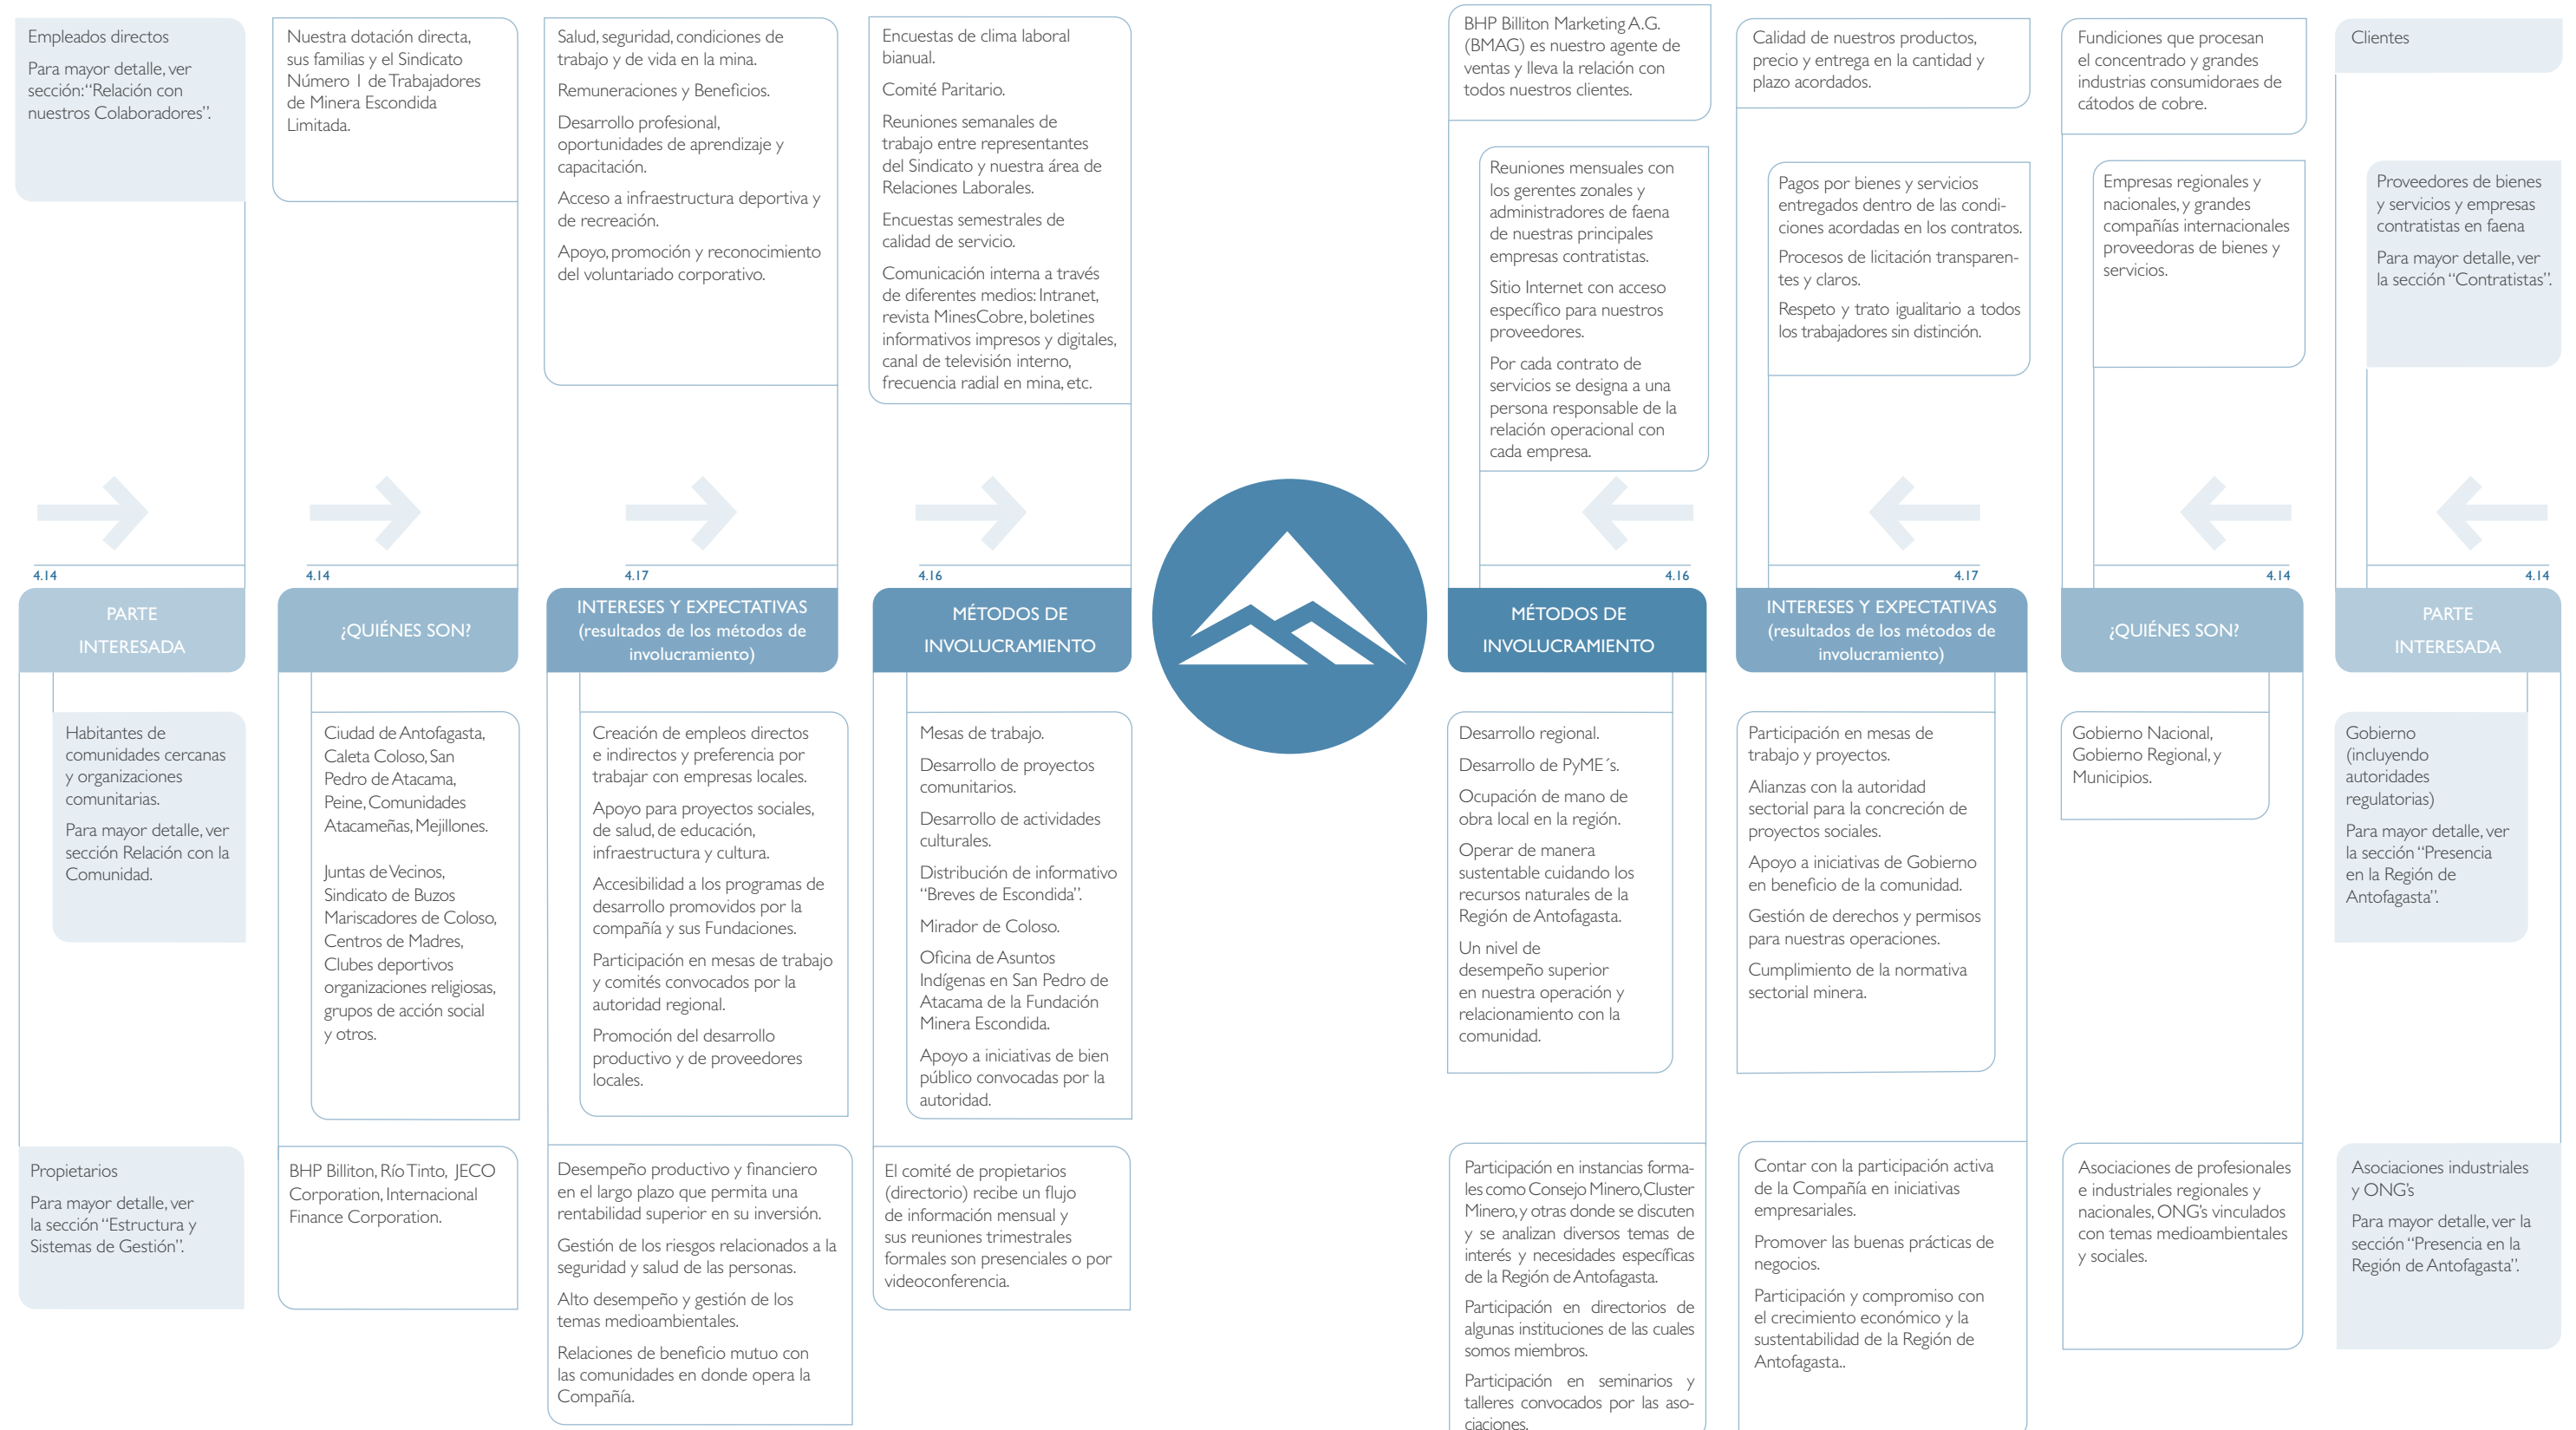 Empleados directos
Para mayor detalle, ver
sección: “Relación con
nuestros Colaboradores”.
Nuestra dotación directa,
sus familias y el Sindicato
Número 1 de Trabajadores
de Minera Escondida
Limitada.
Salud, seguridad, condiciones de
trabajo y de vida en la mina.
Remuneraciones y Beneficios.
Desarrollo profesional,
oportunidades de aprendizaje y
capacitación.
Acceso a infraestructura deportiva y
de recreación.
Apoyo, promoción y reconocimiento
del voluntariado corporativo.
Encuestas de clima laboral
bianual.
Comité Paritario.
Reuniones semanales de
trabajo entre representantes
del Sindicato y nuestra área de
Relaciones Laborales.
Encuestas semestrales de
calidad de servicio.
Comunicación interna a través
de diferentes medios: Intranet,
revista MinesCobre, boletines
informativos impresos y digitales,
canal de televisión interno,
frecuencia radial en mina, etc.
4.14
4.14
4.17
4.16
PARTE
INTERESADA
¿QUIÉNES SON?
INTERESES Y EXPECTATIVAS
(resultados de los métodos de
involucramiento)
MÉTODOS DE
INVOLUCRAMIENTO
Habitantes de
comunidades cercanas
y organizaciones
comunitarias.
Para mayor detalle, ver
sección Relación con la
Comunidad.
Ciudad de Antofagasta,
Caleta Coloso, San
Pedro de Atacama,
Peine, Comunidades
Atacameñas, Mejillones.
Juntas de Vecinos,
Sindicato de Buzos
Mariscadores de Coloso,
Centros de Madres,
Clubes deportivos
organizaciones religiosas,
grupos de acción social
y otros.
Creación de empleos directos
e indirectos y preferencia por
trabajar con empresas locales.
Apoyo para proyectos sociales,
de salud, de educación,
infraestructura y cultura.
Accesibilidad a los programas de
desarrollo promovidos por la
compañía y sus Fundaciones.
Participación en mesas de trabajo
y comités convocados por la
autoridad regional.
Promoción del desarrollo
productivo y de proveedores
locales.
Mesas de trabajo.
Desarrollo de proyectos
comunitarios.
Desarrollo de actividades
culturales.
Distribución de informativo
“Breves de Escondida”.
Mirador de Coloso.
Oficina de Asuntos
Indígenas en San Pedro de
Atacama de la Fundación
Minera Escondida.
Apoyo a iniciativas de bien
público convocadas por la
autoridad.
Propietarios
Para mayor detalle, ver
la sección “Estructura y
Sistemas de Gestión”.
BHP Billiton, Río Tinto, JECO
Corporation, Internacional
Finance Corporation.
Desempeño productivo y financiero
en el largo plazo que permita una
rentabilidad superior en su inversión.
Gestión de los riesgos relacionados a la
seguridad y salud de las personas.
Alto desempeño y gestión de los
temas medioambientales.
Relaciones de beneficio mutuo con
las comunidades en donde opera la
Compañía.
El comité de propietarios
(directorio) recibe un flujo
de información mensual y
sus reuniones trimestrales
formales son presenciales o por
videoconferencia.
BHP Billiton Marketing A.G.
(BMAG) es nuestro agente de
ventas y lleva la relación con
todos nuestros clientes.
Calidad de nuestros productos,
precio y entrega en la cantidad y
plazo acordados.
Fundiciones que procesan
el concentrado y grandes
industrias consumidoraes de
cátodos de cobre.
Clientes
Reuniones mensuales con
los gerentes zonales y
administradores de faena
de nuestras principales
empresas contratistas.
Sitio Internet con acceso
específico para nuestros
proveedores.
Por cada contrato de
servicios se designa a una
persona responsable de la
relación operacional con
cada empresa.
Pagos por bienes y servicios
entregados dentro de las condi-
ciones acordadas en los contratos.
Procesos de licitación transparen-
tes y claros.
Respeto y trato igualitario a todos
los trabajadores sin distinción.
Empresas regionales y
nacionales, y grandes
compañías internacionales
proveedoras de bienes y
servicios.
Proveedores de bienes
y servicios y empresas
contratistas en faena
Para mayor detalle, ver
la sección “Contratistas”.
4.16
4.17
4.14
4.14
MÉTODOS DE
INVOLUCRAMIENTO
INTERESES Y EXPECTATIVAS
(resultados de los métodos de
involucramiento)
¿QUIÉNES SON?
PARTE
INTERESADA
Desarrollo regional.
Desarrollo de PyME´s.
Ocupación de mano de
obra local en la región.
Operar de manera
sustentable cuidando los
recursos naturales de la
Región de Antofagasta.
Un nivel de
desempeño superior
en nuestra operación y
relacionamiento con la
comunidad.
Participación en mesas de
trabajo y proyectos.
Alianzas con la autoridad
sectorial para la concreción de
proyectos sociales.
Apoyo a iniciativas de Gobierno
en beneficio de la comunidad.
Gestión de derechos y permisos
para nuestras operaciones.
Cumplimiento de la normativa
sectorial minera.
Gobierno Nacional,
Gobierno Regional, y
Municipios.
Gobierno
(incluyendo
autoridades
regulatorias)
Para mayor detalle, ver
la sección “Presencia
en la Región de
Antofagasta”.
Participación en instancias forma-
les como Consejo Minero, Cluster
Minero, y otras donde se discuten
y se analizan diversos temas de
interés y necesidades específicas
de la Región de Antofagasta.
Participación en directorios de
algunas instituciones de las cuales
somos miembros.
Participación en seminarios y
talleres convocados por las aso-
ciaciones.
Contar con la participación activa
de la Compañía en iniciativas
empresariales.
Promover las buenas prácticas de
negocios.
Participación y compromiso con
el crecimiento económico y la
sustentabilidad de la Región de
Antofagasta..
Asociaciones de profesionales
e industriales regionales y
nacionales, ONG’s vinculados
con temas medioambientales
y sociales.
Asociaciones industriales
y ONG’s
Para mayor detalle, ver la
sección “Presencia en la
Región de Antofagasta”.